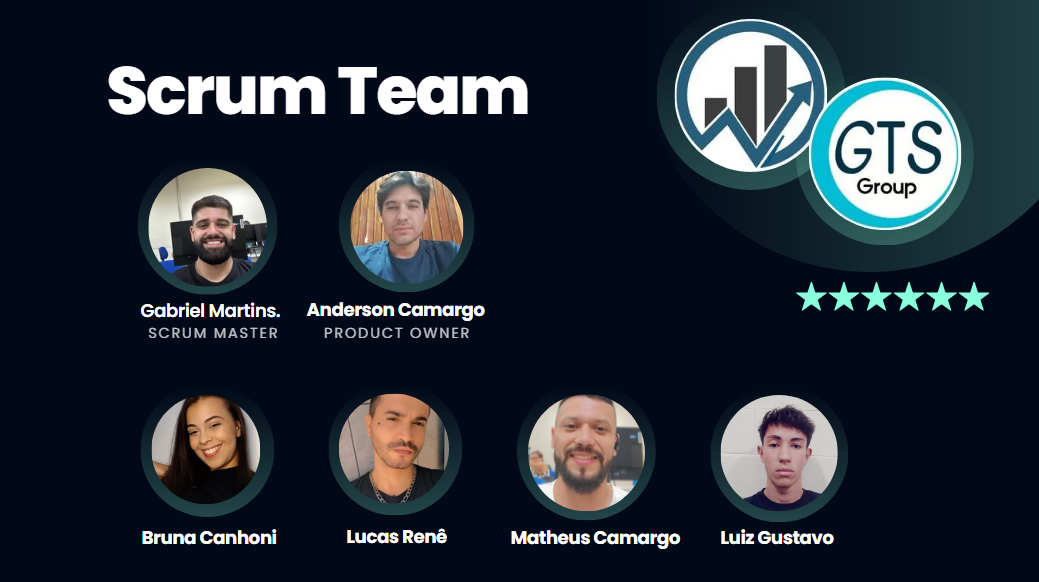 Scrum Team
GTS
Group
Gabriel Martins.
SCRUM MASTER
Anderson Camargo
PRODUCT OWNER
Bruna Canhoni
Lucas Renê
Matheus Camargo
Luiz Gustavo